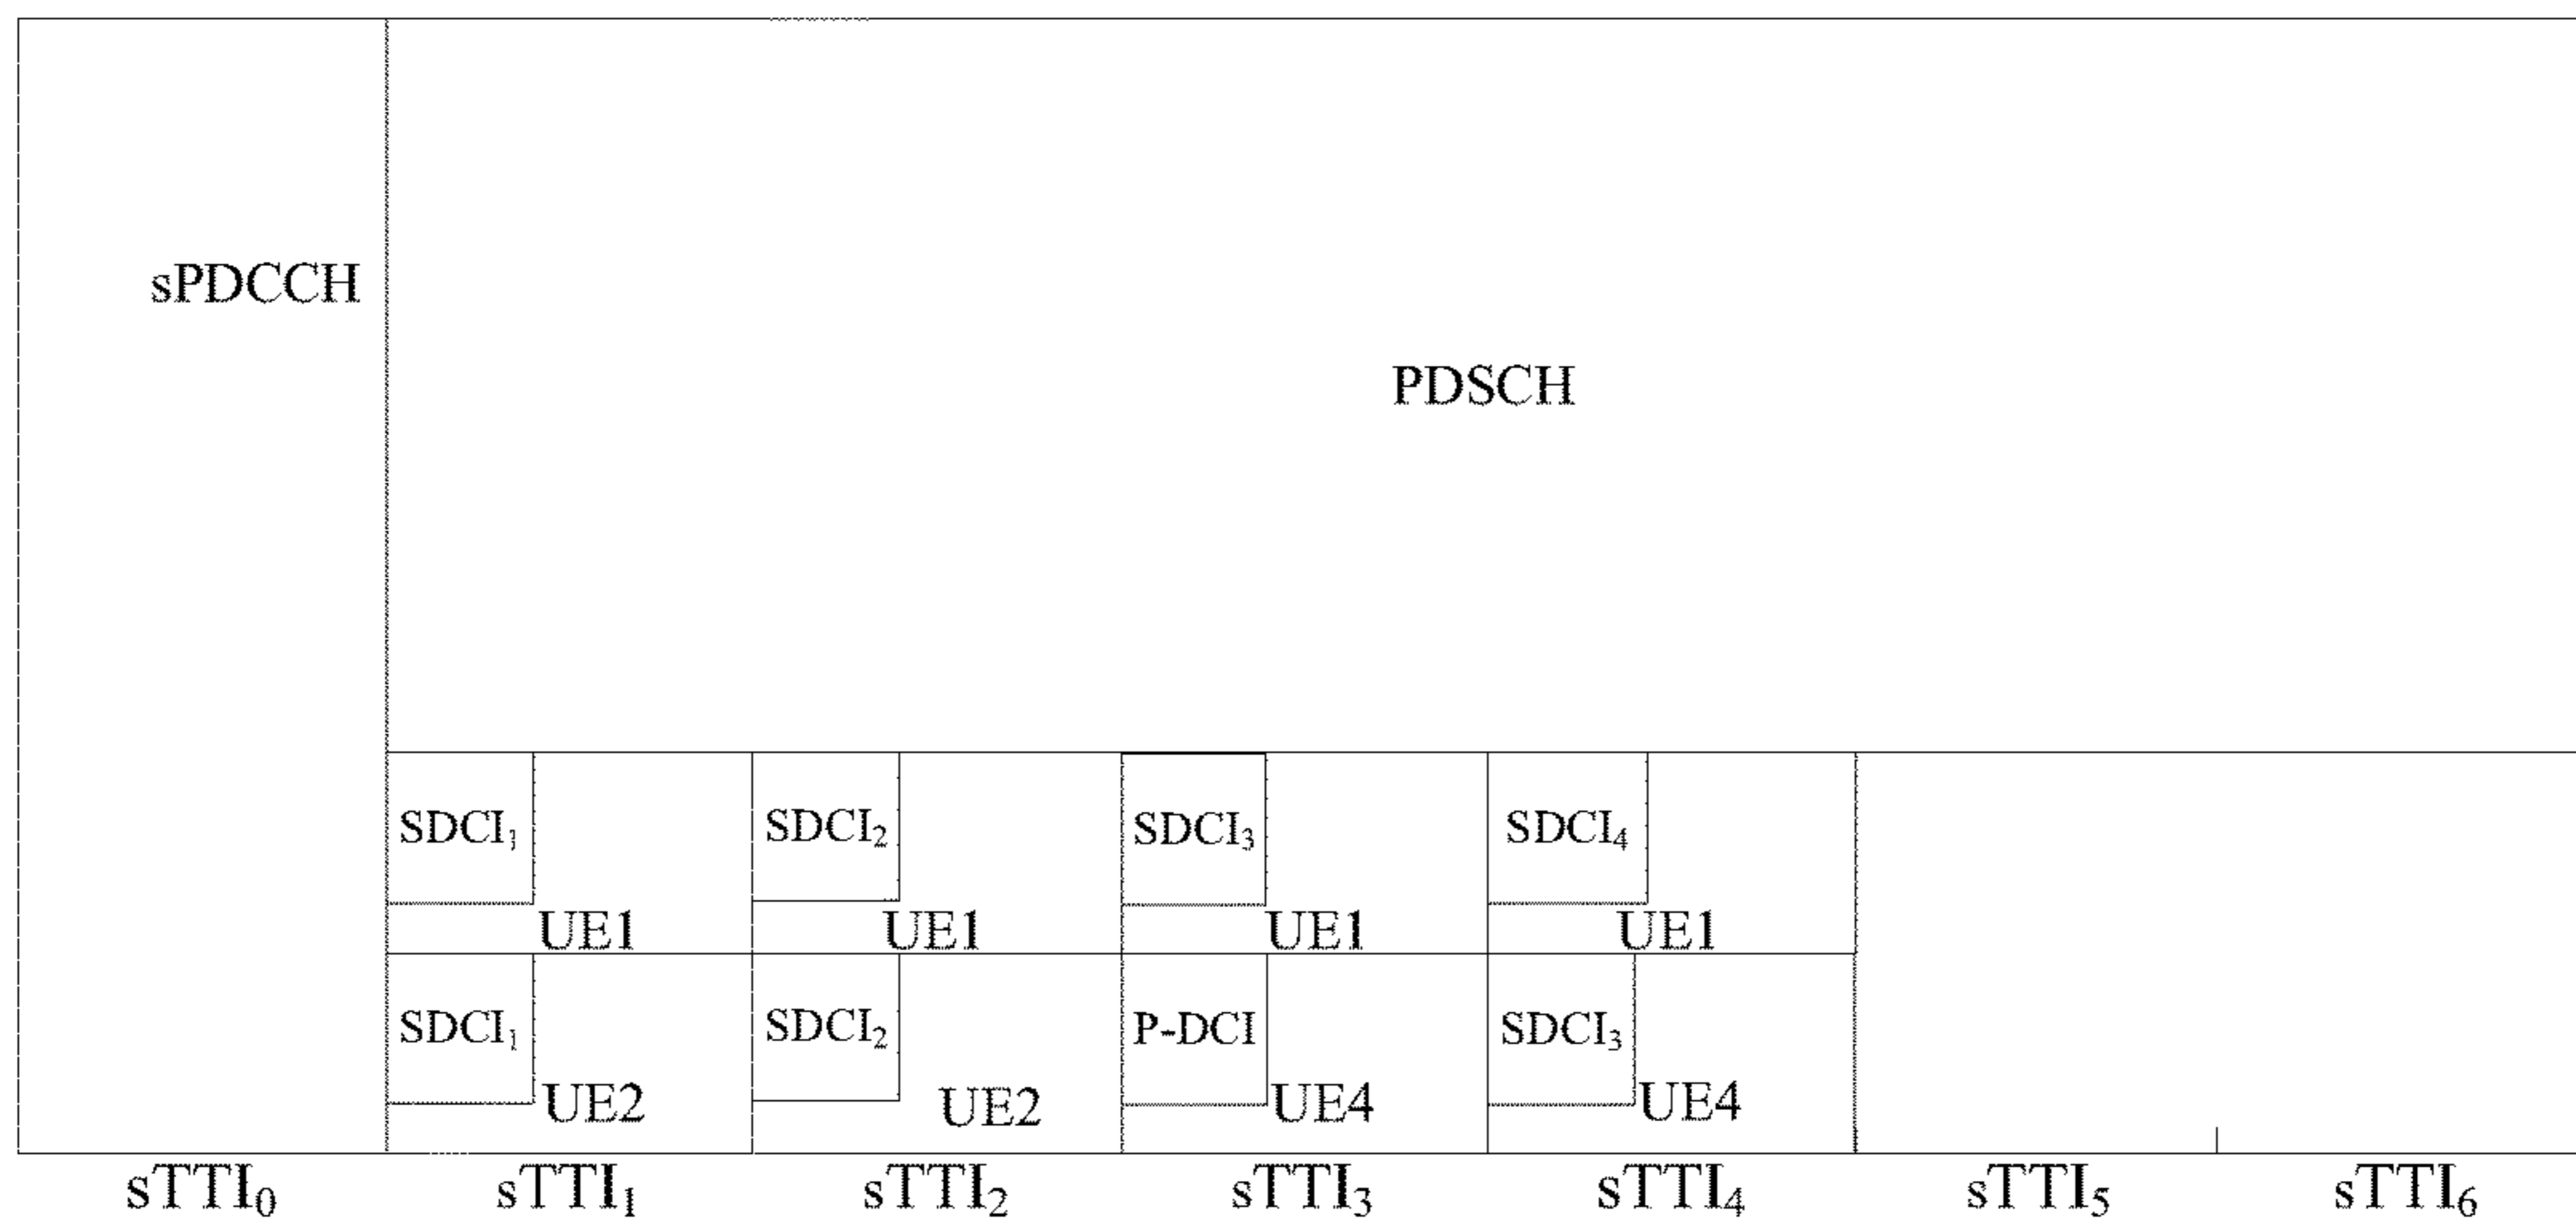 sPDCCH
PDSCH
SDCI₁ SDCI₂ SDCI₃ SDCI₄
UE1 UE1 UE1 UE1
SDCI₁ SDCI₂ P-DCI SDCI₃
UE2 UE2 UE4 UE4
sTTI₀ sTTI₁ sTTI₂ sTTI₃ sTTI₄ sTTI₅ sTTI₆